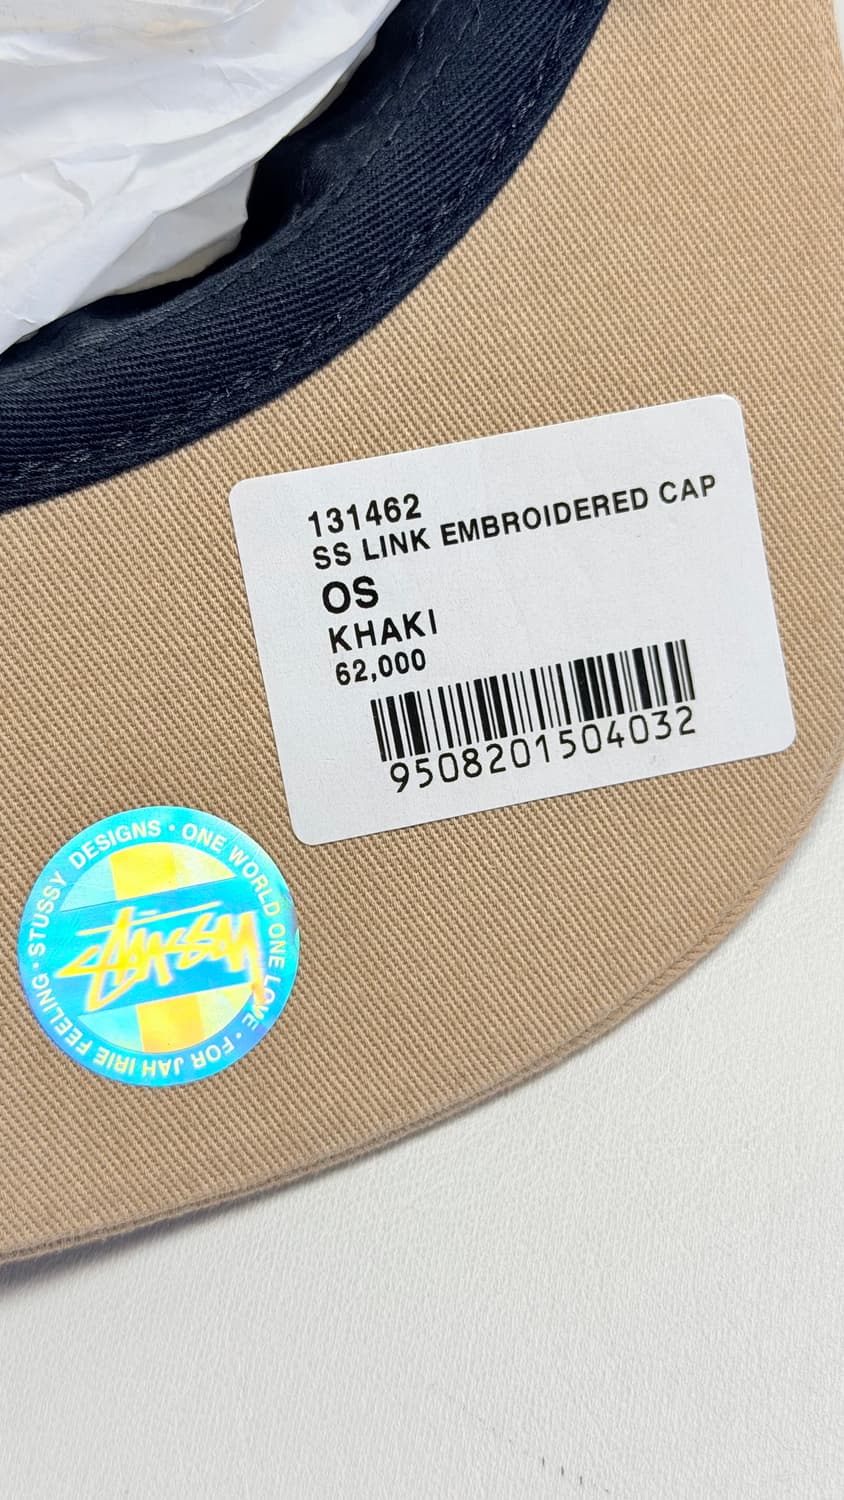 131462
SS LINK EMBROIDERED CAP
OS
KHAKI
62,000
9508201504032
STUSSY DESIGNS • ONE WORLD ONE LOVE • FOR JAH IRIE FEELING •
STÜSSY